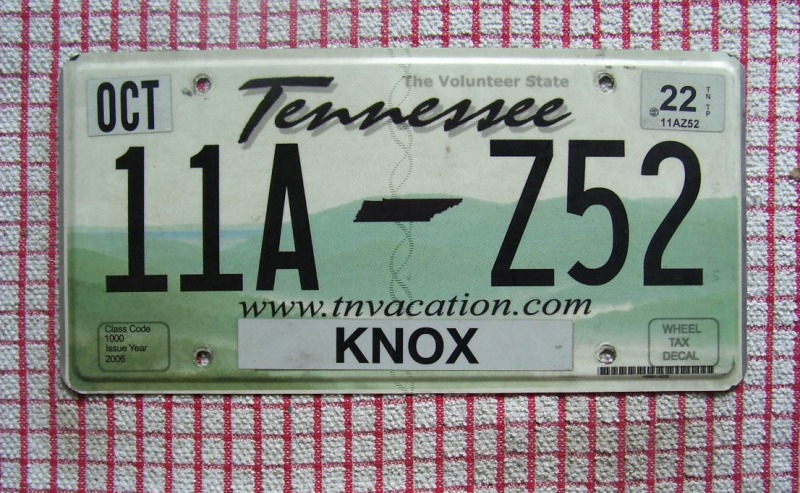 The Volunteer State
OCT
Tennessee
22
TN TP
11AZ52
11A Z52
www.tnvacation.com
Class Code
1000
Issue Year
2006
KNOX
WHEEL
TAX
DECAL